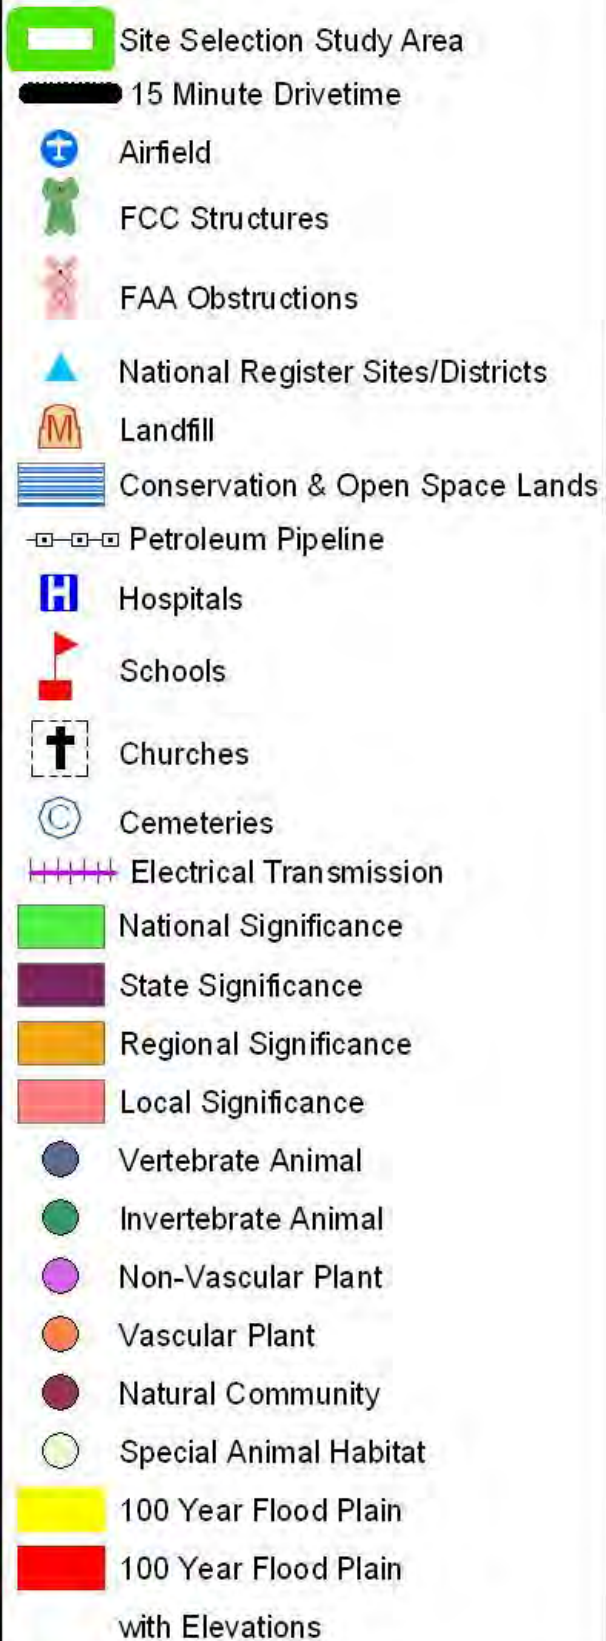 Site Selection Study Area
15 Minute Drivetime
Airfield
FCC Structures
FAA Obstructions
National Register Sites/Districts
M Landfill
Conservation & Open Space Lands
Petroleum Pipeline
H Hospitals
Schools
Churches
C Cemeteries
Electrical Transmission
National Significance
State Significance
Regional Significance
Local Significance
Vertebrate Animal
Invertebrate Animal
Non-Vascular Plant
Vascular Plant
Natural Community
Special Animal Habitat
100 Year Flood Plain
100 Year Flood Plain
with Elevations